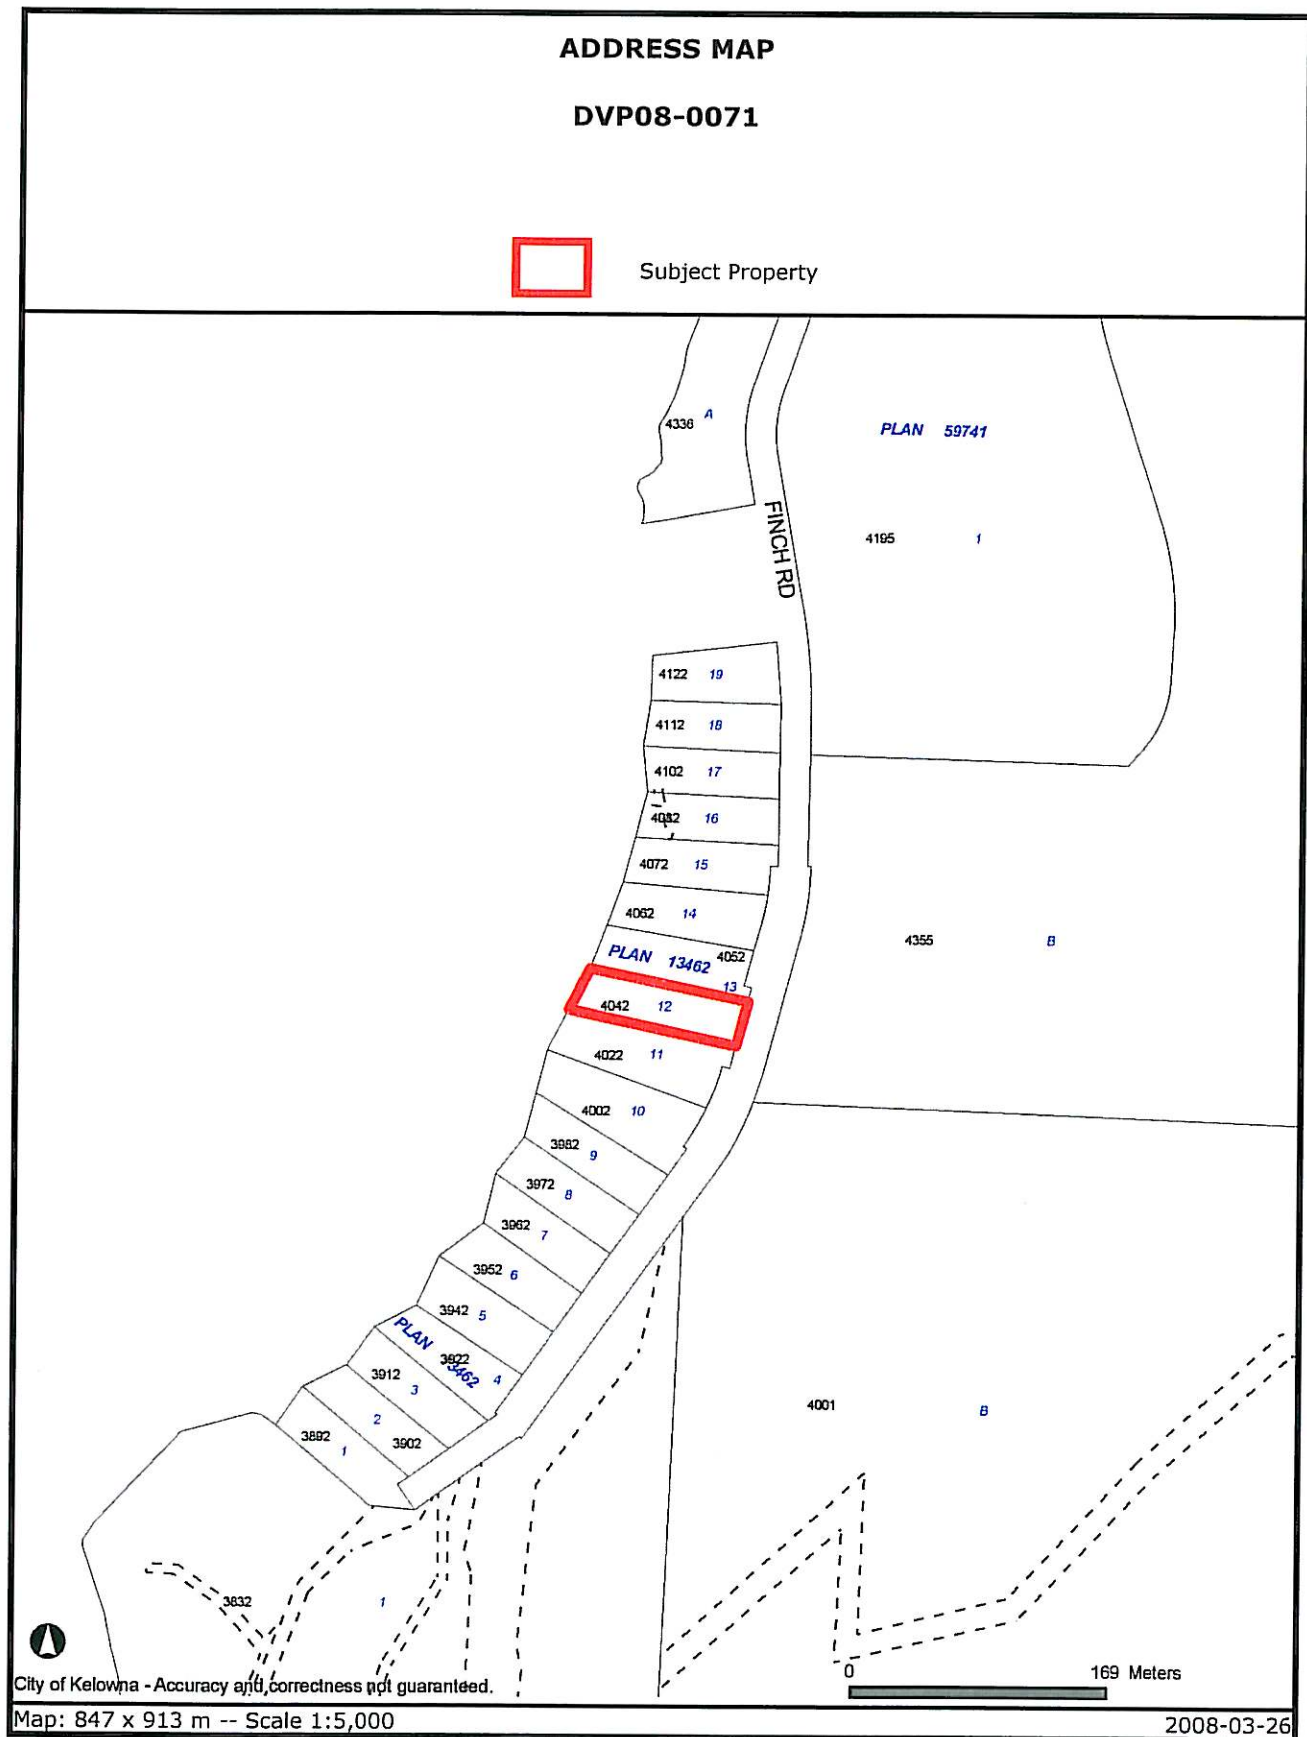 ADDRESS MAP
DVP08-0071
Subject Property
4336 A
PLAN 59741
FINCH RD
4195 1
4122 19
4112 18
4102 17
16
4072 15
4062 14
PLAN 13462
4052
13
4042 12
4022 11
4355 B
4002 10
3982 9
3972 8
3962 7
3952 6
3942 5
PLAN
3922
4
3912 3
2
3902
3892 1
4001 B
3832 1
0 169 Meters
City of Kelowna - Accuracy and correctness not guaranteed.
Map: 847 x 913 m -- Scale 1:5,000
2008-03-26